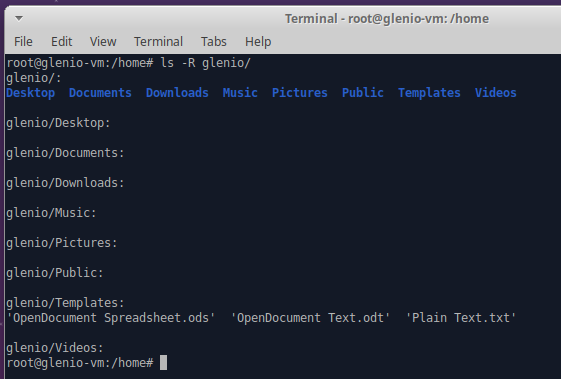 Terminal - root@glenio-vm: /home
File Edit View Terminal Tabs Help
root@glenio-vm:/home# ls -R glenio/
glenio/:
Desktop Documents Downloads Music Pictures Public Templates Videos
glenio/Desktop:
glenio/Documents:
glenio/Downloads:
glenio/Music:
glenio/Pictures:
glenio/Public:
glenio/Templates:
'OpenDocument Spreadsheet.ods' 'OpenDocument Text.odt' 'Plain Text.txt'
glenio/Videos:
root@glenio-vm:/home#